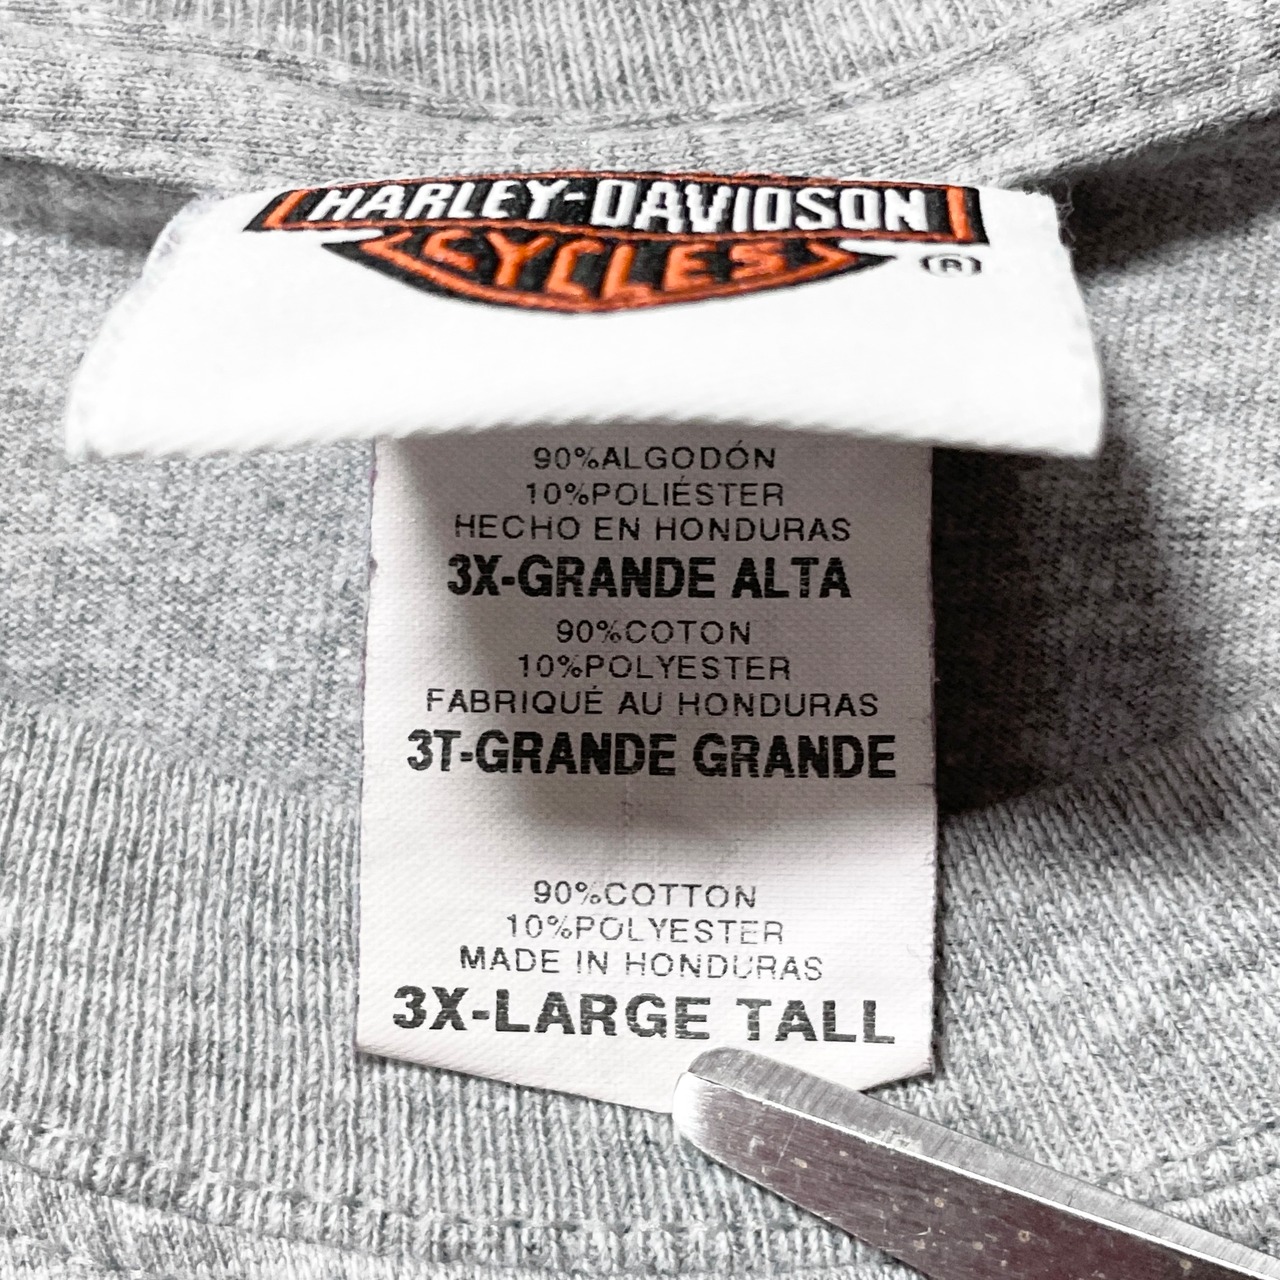 HARLEY-DAVIDSON
CYCLES
®
90%ALGODÓN
10%POLIÉSTER
HECHO EN HONDURAS
3X-GRANDE ALTA
90%COTON
10%POLYESTER
FABRIQUÉ AU HONDURAS
3T-GRANDE GRANDE
90%COTTON
10%POLYESTER
MADE IN HONDURAS
3X-LARGE TALL